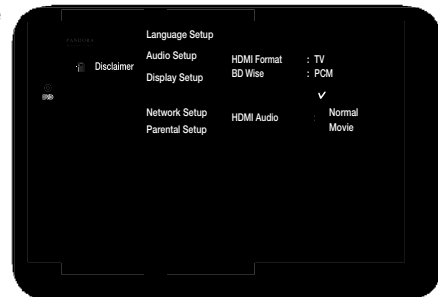 PANDORA
Language Setup
Audio Setup
Disclaimer
Display Setup
HDMI Format : TV
BD Wise : PCM
✓
Network Setup
HDMI Audio : Normal
Parental Setup
Movie